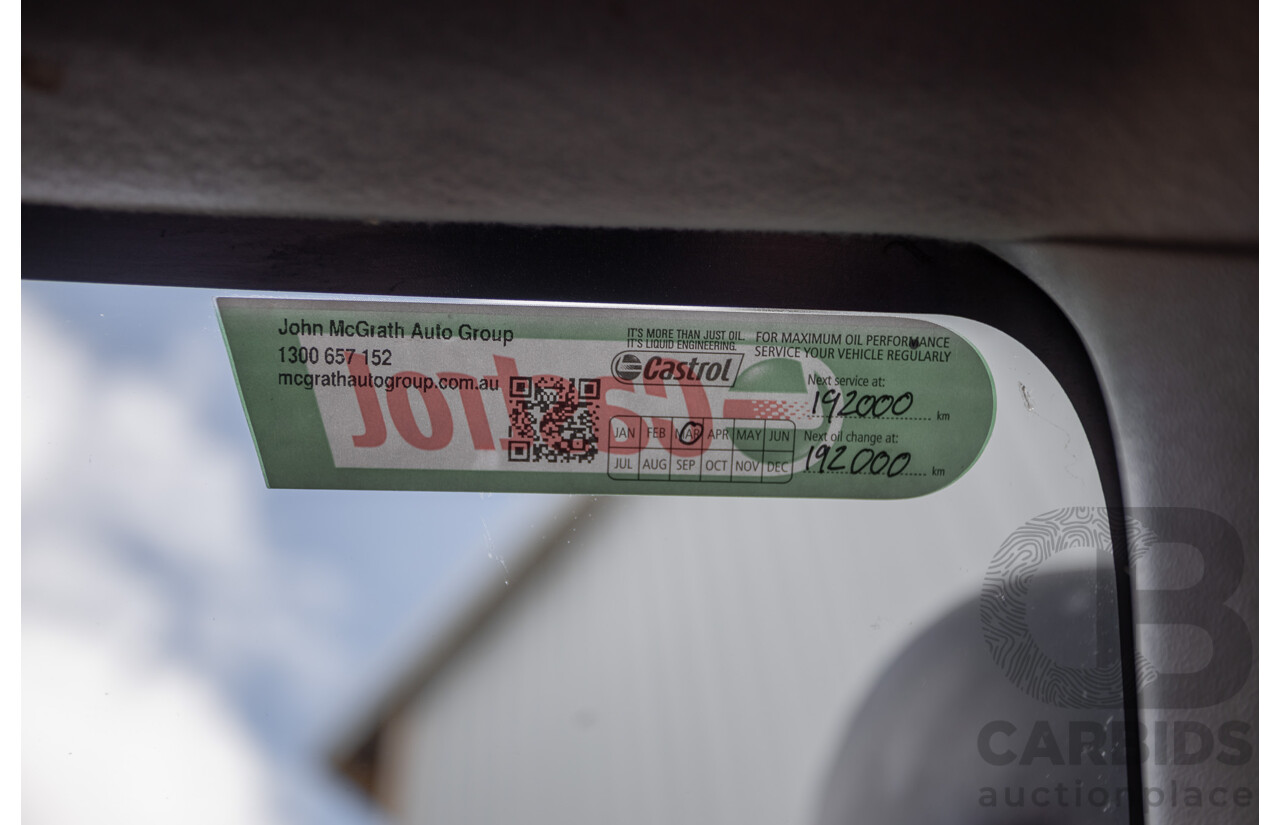 John McGrath Auto Group
1300 657 152
mcgrathautogroup.com.au
IT'S MORE THAN JUST OIL.
IT'S LIQUID ENGINEERING.
Castrol
FOR MAXIMUM OIL PERFORMANCE
SERVICE YOUR VEHICLE REGULARLY
Next service at:
192000 km
JAN FEB MAR APR MAY JUN
JUL AUG SEP OCT NOV DEC
Next oil change at:
192000 km
Castrol
CB
CARBIDS
auctionplace